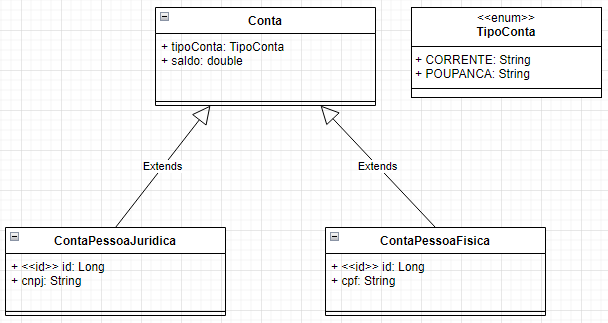 Conta
+ tipoConta: TipoConta
+ saldo: double
<<enum>>
TipoConta
+ CORRENTE: String
+ POUPANCA: String
Extends
Extends
ContaPessoaJuridica
+ <<id>> id: Long
+ cnpj: String
ContaPessoaFisica
+ <<id>> id: Long
+ cpf: String